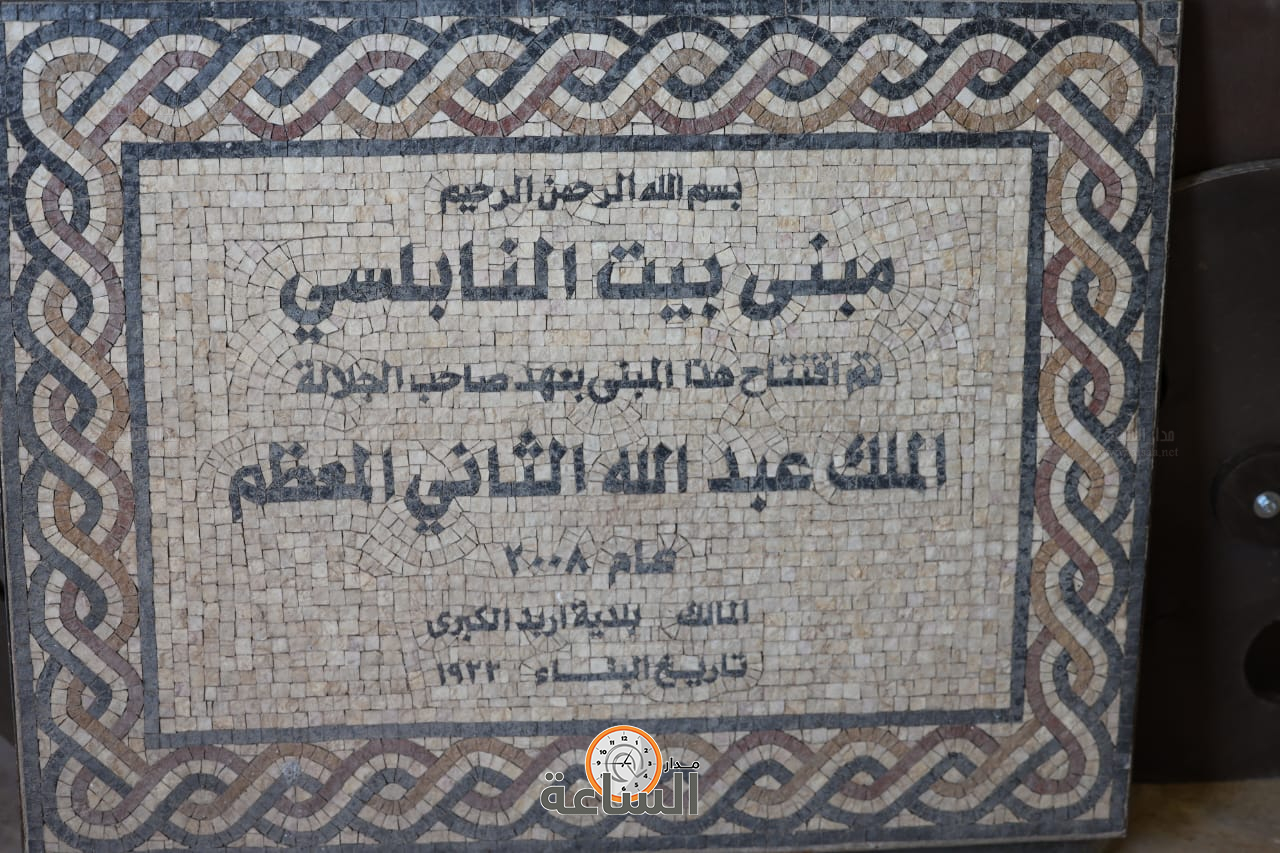 بسم الله الرحمن الرحيم
مبنى بيت النابلسي
تم افتتاح هذا المبنى بعهد صاحب الجلالة
الملك عبد الله الثاني المعظم
عام ٢٠٠٨
المالك بلدية اربد الكبرى
تاريخ البناء ١٩٢٢
مدار
الساعة